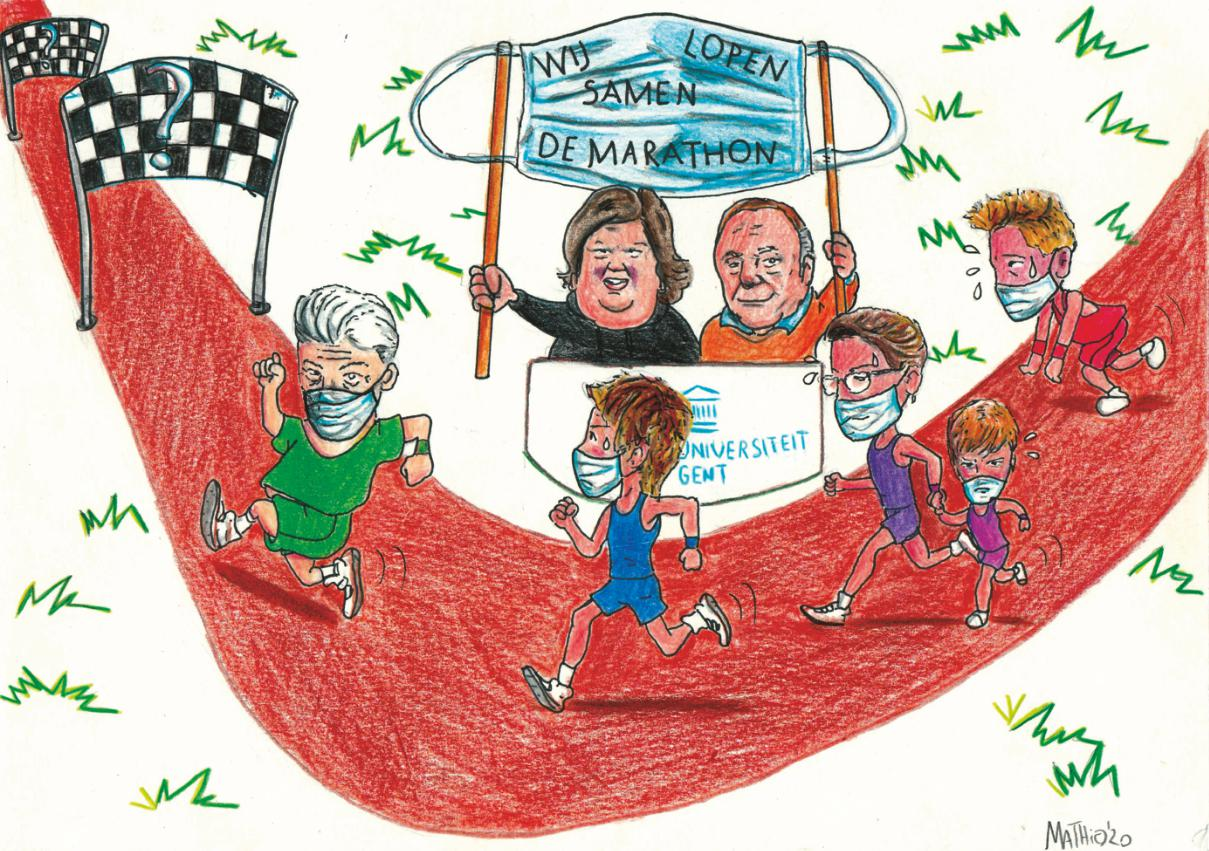 ?
?
WIJ LOPEN
SAMEN
DE MARATHON
UNIVERSITEIT
GENT
MATHIO'20